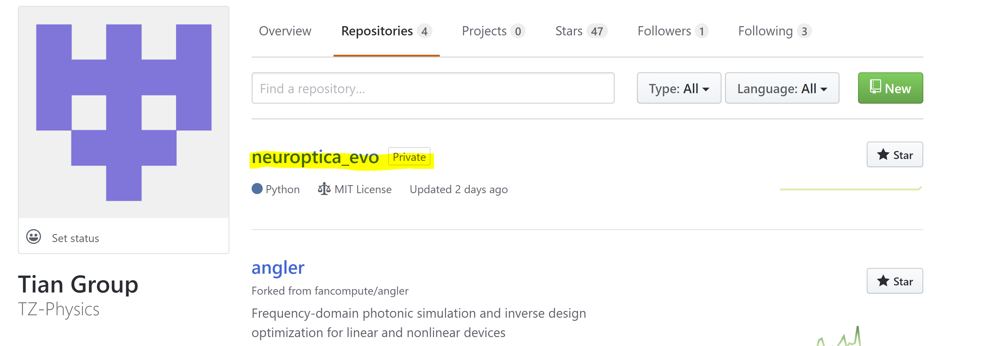 Overview Repositories 4 Projects 0 Stars 47 Followers 1 Following 3
Find a repository...
Type: All
Language: All
New
neuroptica_evo Private
Star
Python MIT License Updated 2 days ago
Set status
Tian Group
TZ-Physics
angler
Star
Forked from fancompute/angler
Frequency-domain photonic simulation and inverse design
optimization for linear and nonlinear devices